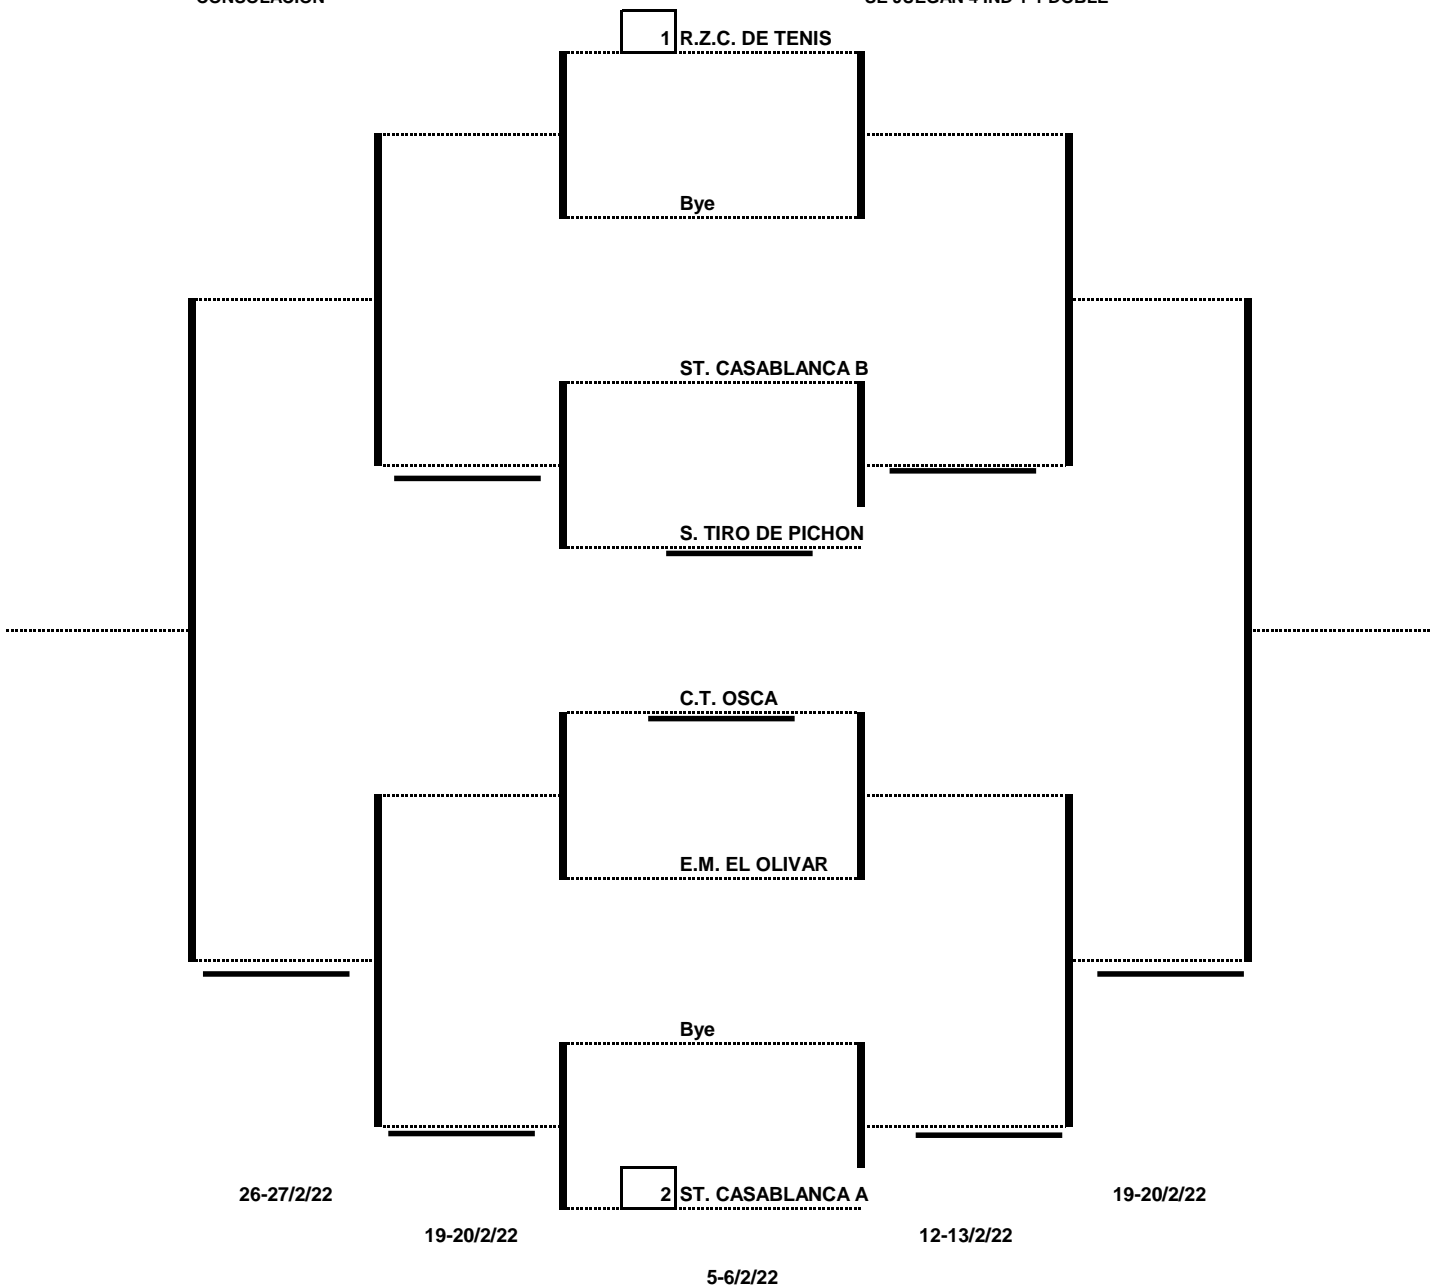 1 R.Z.C. DE TENIS
Bye
ST. CASABLANCA B
S. TIRO DE PICHON
C.T. OSCA
E.M. EL OLIVAR
Bye
2 ST. CASABLANCA A
26-27/2/22
19-20/2/22
19-20/2/22
12-13/2/22
5-6/2/22